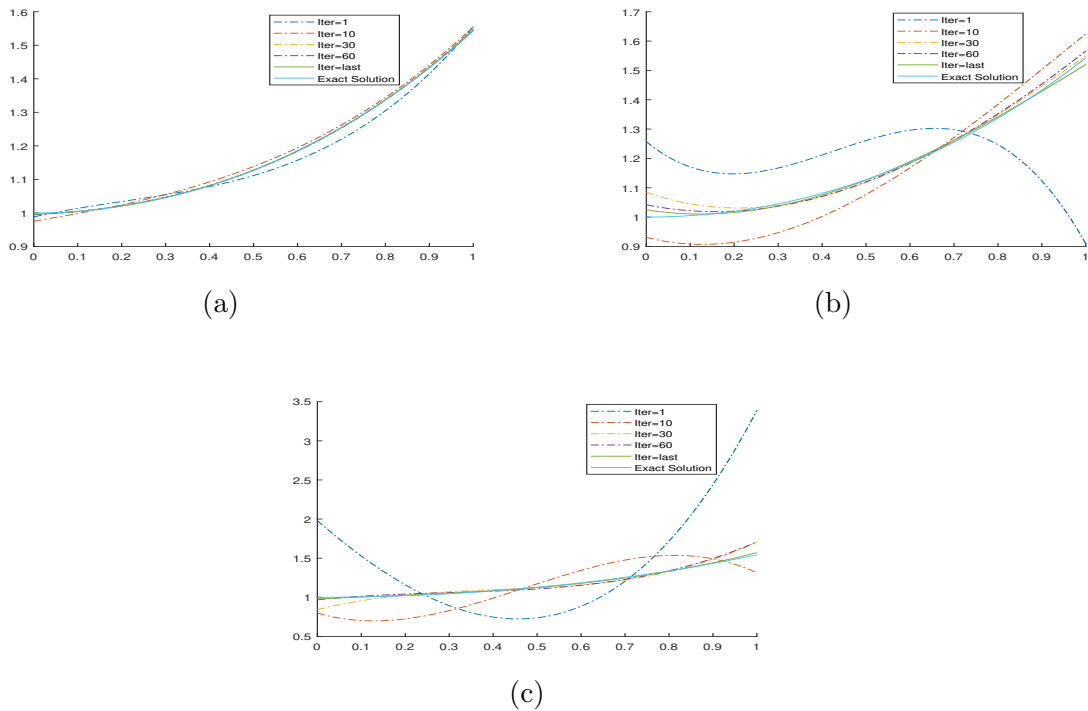 1.6
1.5
1.4
1.3
1.2
1.1
1
0.9
0 0.1 0.2 0.3 0.4 0.5 0.6 0.7 0.8 0.9 1
Iter=1
Iter=10
Iter=30
Iter=60
Iter=last
Exact Solution
(a)
1.7
1.6
1.5
1.4
1.3
1.2
1.1
1
0.9
0 0.1 0.2 0.3 0.4 0.5 0.6 0.7 0.8 0.9 1
Iter=1
Iter=10
Iter=30
Iter=60
Iter=last
Exact Solution
(b)
3.5
3
2.5
2
1.5
1
0.5
0 0.1 0.2 0.3 0.4 0.5 0.6 0.7 0.8 0.9 1
Iter=1
Iter=10
Iter=30
Iter=60
Iter=last
Exact Solution
(c)